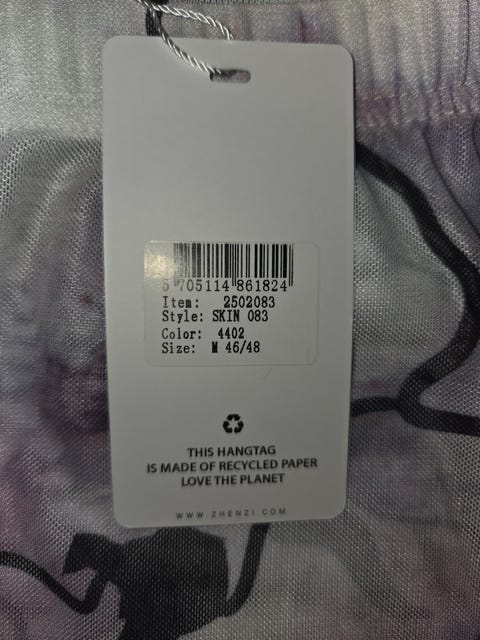 5 705114 861824
Item: 2502083
Style: SKIN 083
Color: 4402
Size: M 46/48
THIS HANGTAG
IS MADE OF RECYCLED PAPER
LOVE THE PLANET
WWW.ZHENZI.COM